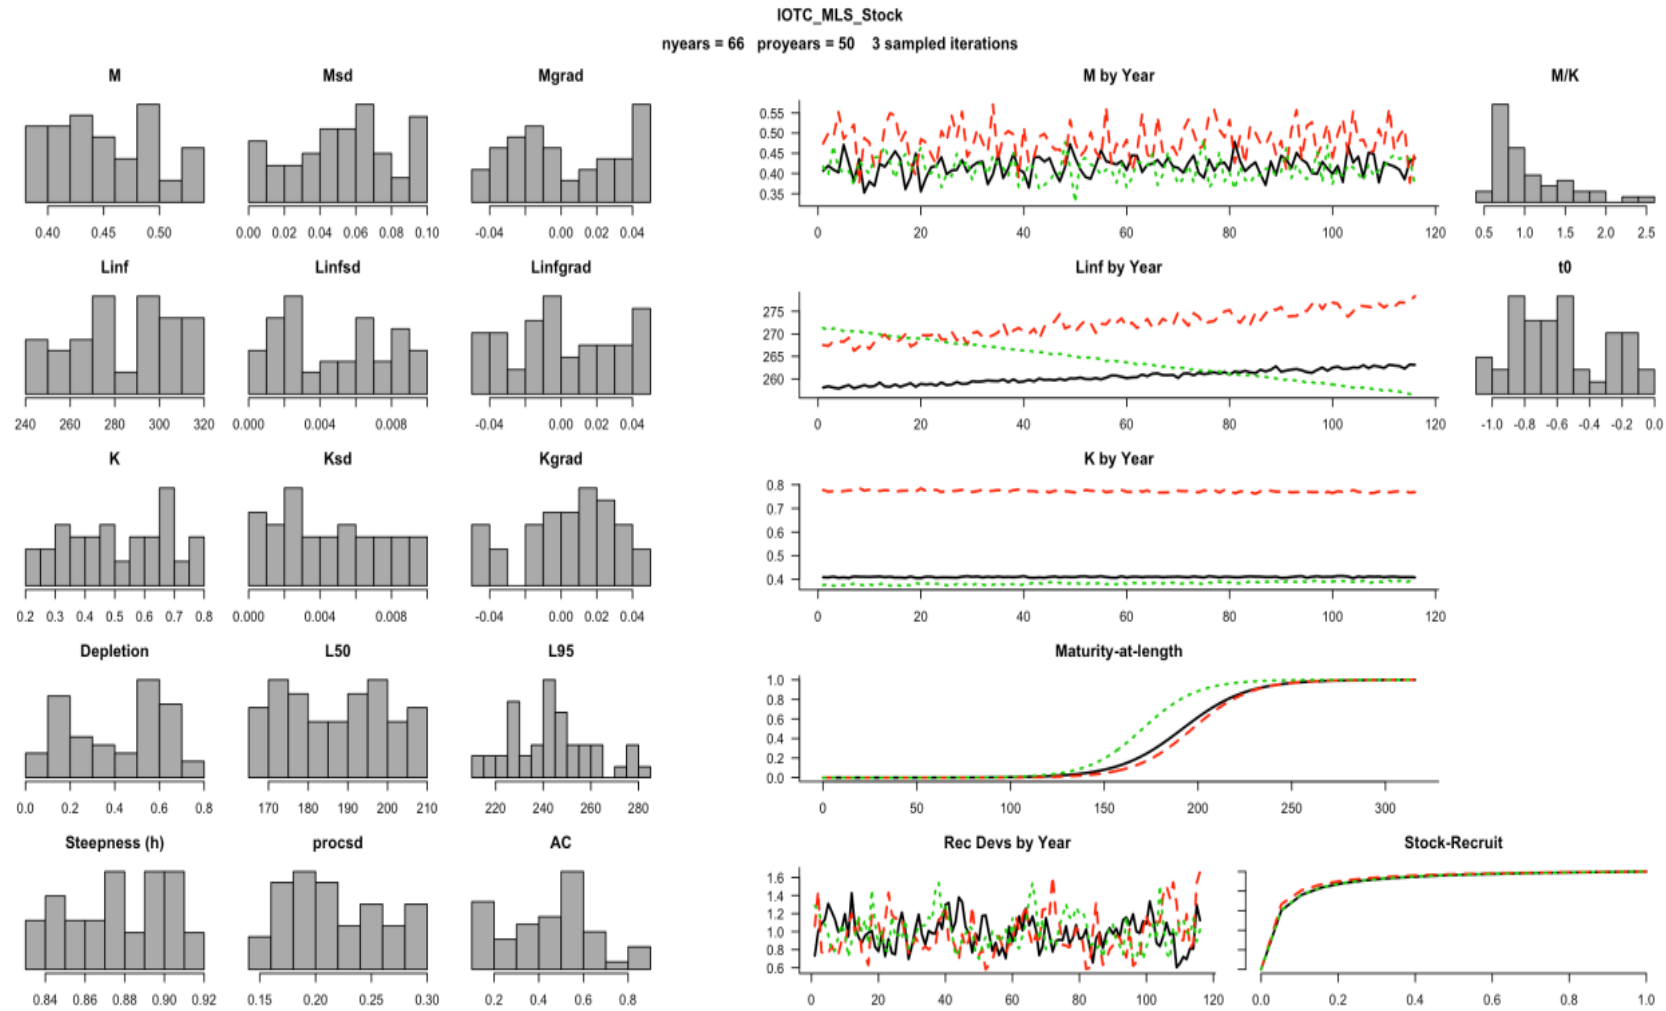 IOTC_MLS_Stock
nyears = 66 proyears = 50 3 sampled iterations
M Msd Mgrad M by Year M/K
0.55
0.50
0.45
0.40
0.35
0.40 0.45 0.50 0.00 0.02 0.04 0.06 0.08 0.10 -0.04 0.00 0.02 0.04 0 20 40 60 80 100 120 0.5 1.0 1.5 2.0 2.5
Linf Linfsd Linfgrad Linf by Year t0
275
270
265
260
240 260 280 300 320 0.000 0.004 0.008 -0.04 0.00 0.02 0.04 0 20 40 60 80 100 120 -1.0 -0.8 -0.6 -0.4 -0.2 0.0
K Ksd Kgrad K by Year
0.8
0.7
0.6
0.5
0.4
0.2 0.3 0.4 0.5 0.6 0.7 0.8 0.000 0.004 0.008 -0.04 0.00 0.02 0.04 0 20 40 60 80 100 120
Depletion L50 L95 Maturity-at-length
1.0
0.8
0.6
0.4
0.2
0.0
0.0 0.2 0.4 0.6 0.8 170 180 190 200 210 220 240 260 280 0 50 100 150 200 250 300
Steepness (h) procsd AC Rec Devs by Year Stock-Recruit
1.6
1.4
1.2
1.0
0.8
0.6
0.84 0.86 0.88 0.90 0.92 0.15 0.20 0.25 0.30 0.2 0.4 0.6 0.8 0 20 40 60 80 100 120 0.0 0.2 0.4 0.6 0.8 1.0